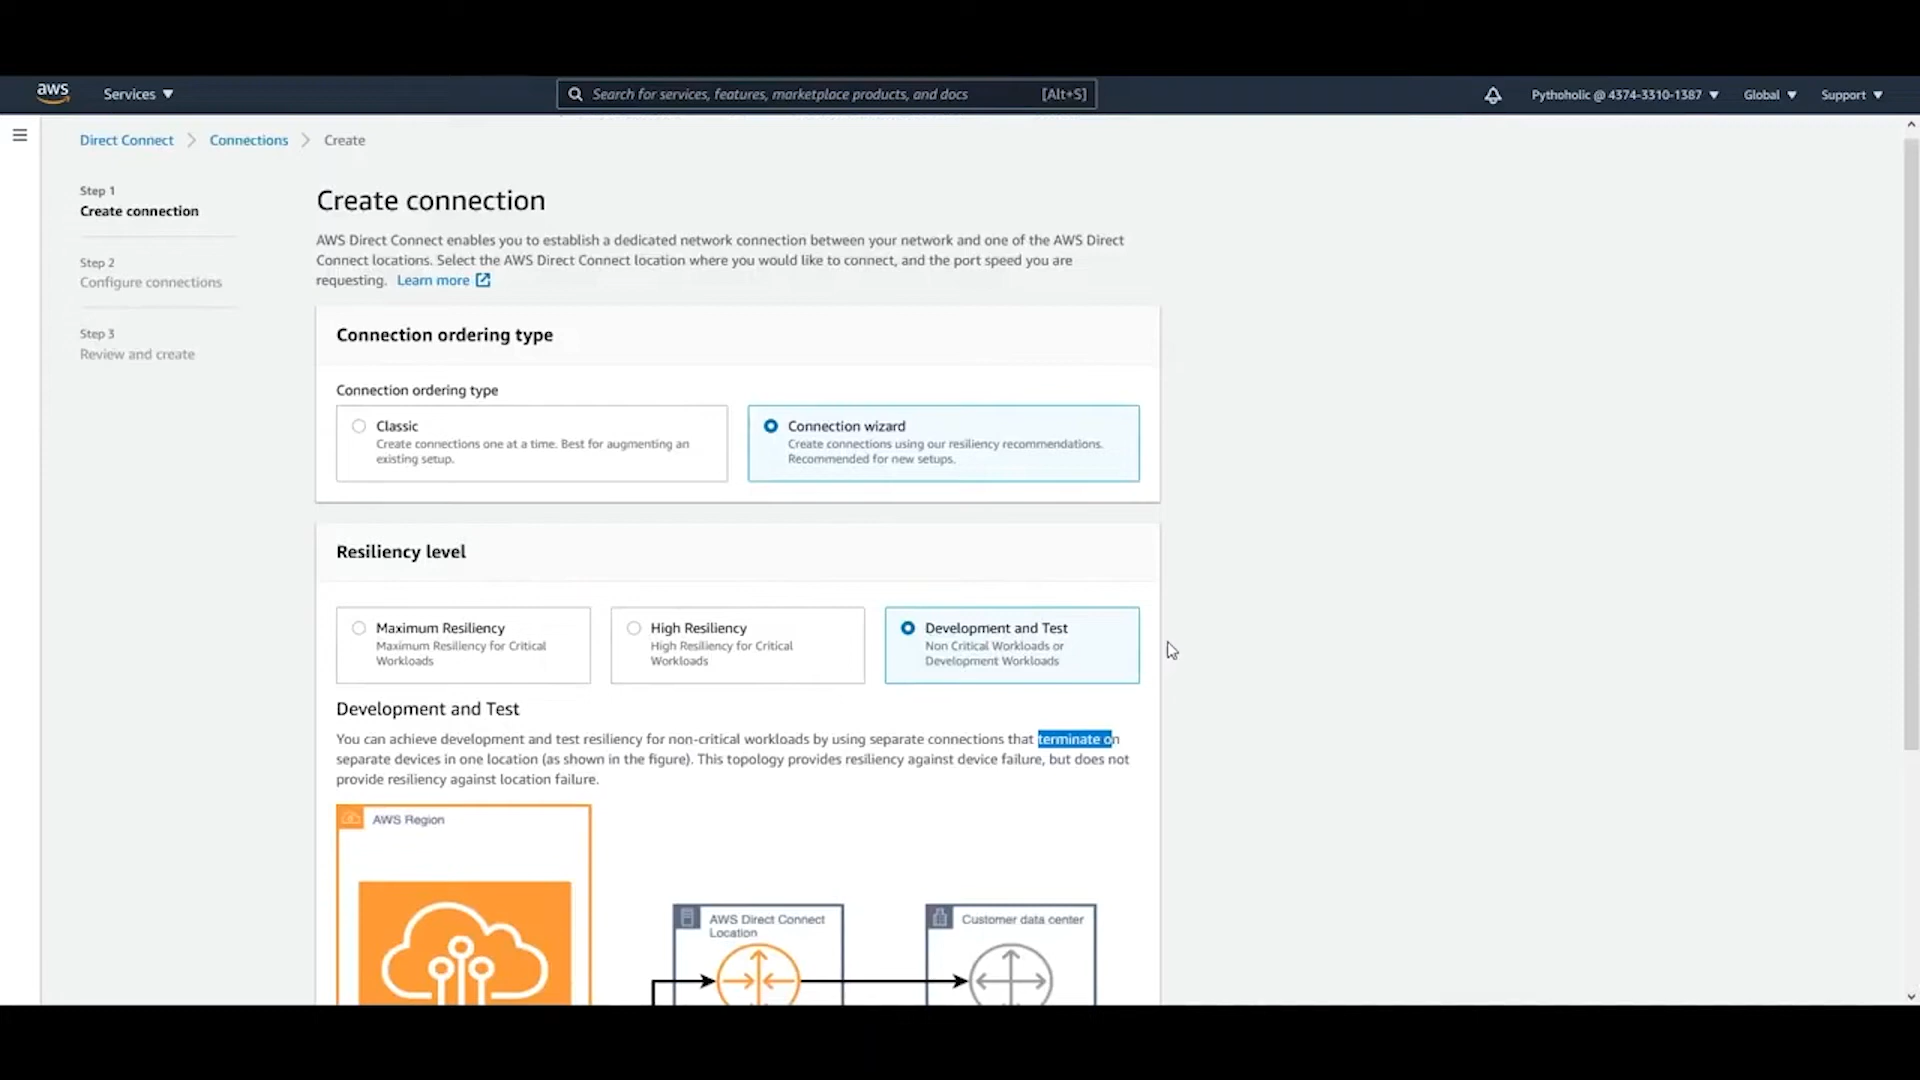 aws
Services ▼
Search for services, features, marketplace products, and docs
[Alt+S]
Pythoholic @ 4374-3310-1387 ▼
Global ▼
Support ▼
Direct Connect > Connections > Create
Step 1
Create connection
Step 2
Configure connections
Step 3
Review and create
Create connection
AWS Direct Connect enables you to establish a dedicated network connection between your network and one of the AWS Direct
Connect locations. Select the AWS Direct Connect location where you would like to connect, and the port speed you are
requesting. Learn more
Connection ordering type
Connection ordering type
Classic
Create connections one at a time. Best for augmenting an
existing setup.
Connection wizard
Create connections using our resiliency recommendations.
Recommended for new setups.
Resiliency level
Maximum Resiliency
Maximum Resiliency for Critical
Workloads
High Resiliency
High Resiliency for Critical
Workloads
Development and Test
Non Critical Workloads or
Development Workloads
Development and Test
You can achieve development and test resiliency for non-critical workloads by using separate connections that terminate on
separate devices in one location (as shown in the figure). This topology provides resiliency against device failure, but does not
provide resiliency against location failure.
AWS Region
AWS Direct Connect
Location
Customer data center